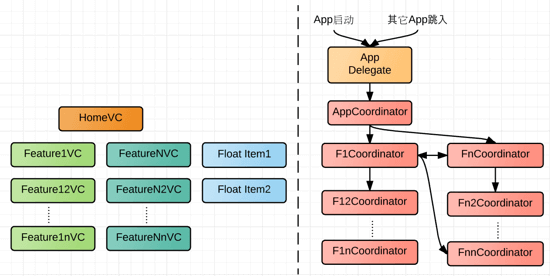 HomeVC
Feature1VC
FeatureNVC
Float Item1
Feature12VC
FeatureN2VC
Float Item2
Feature1nVC
FeatureNnVC
App启动
其它App跳入
App
Delegate
AppCoordinator
F1Coordinator
FnCoordinator
F12Coordinator
Fn2Coordinator
F1nCoordinator
FnnCoordinator